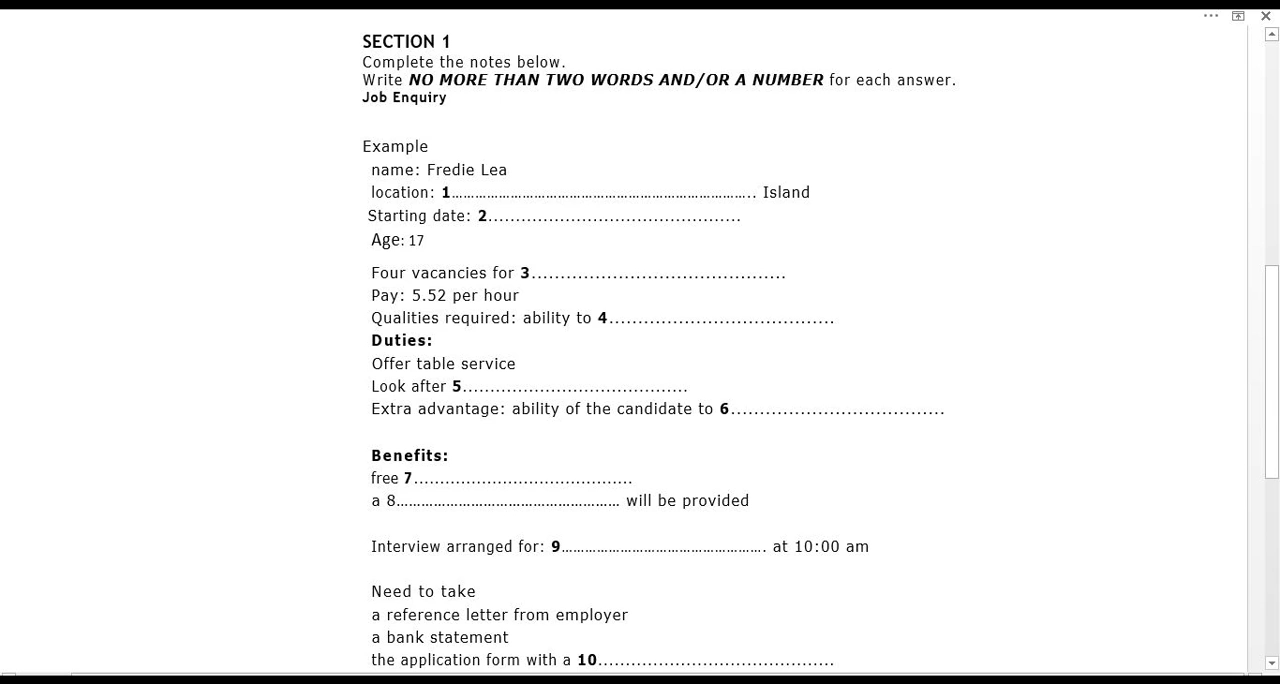 SECTION 1
Complete the notes below.
Write NO MORE THAN TWO WORDS AND/OR A NUMBER for each answer.
Job Enquiry
Example
name: Fredie Lea
location: 1................................................................ Island
Starting date: 2.............................................
Age: 17
Four vacancies for 3............................................
Pay: 5.52 per hour
Qualities required: ability to 4.......................................
Duties:
Offer table service
Look after 5.......................................
Extra advantage: ability of the candidate to 6.....................................
Benefits:
free 7..........................................
a 8.................................................... will be provided
Interview arranged for: 9............................................... at 10:00 am
Need to take
a reference letter from employer
a bank statement
the application form with a 10...........................................